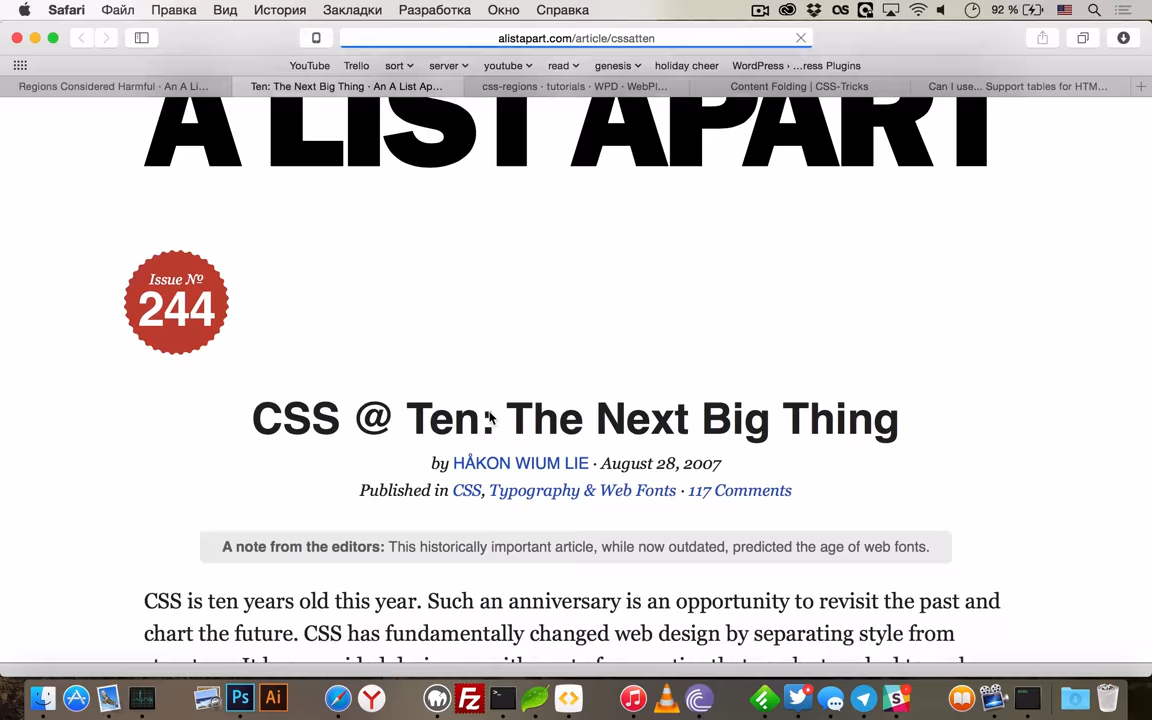 Safari Файл Правка Вид История Закладки Разработка Окно Справка 92 %
alistapart.com/article/cssatten
YouTube Trello sort server youtube read genesis holiday cheer WordPress › ...ress Plugins
Regions Considered Harmful · An A Li... Ten: The Next Big Thing · An A List Ap... css-regions · tutorials · WPD · WebPl... Content Folding | CSS-Tricks Can I use... Support tables for HTM...
A LIST APART
Issue №
244
CSS @ Ten: The Next Big Thing
by HÅKON WIUM LIE · August 28, 2007
Published in CSS, Typography & Web Fonts · 117 Comments
A note from the editors: This historically important article, while now outdated, predicted the age of web fonts.
CSS is ten years old this year. Such an anniversary is an opportunity to revisit the past and
chart the future. CSS has fundamentally changed web design by separating style from
Ps Ai